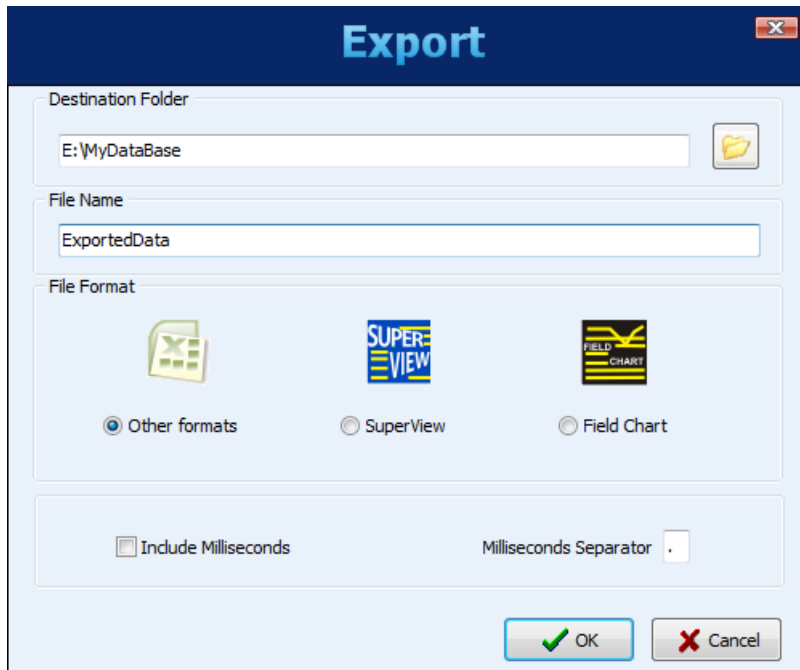 Export
Destination Folder
E:\MyDataBase
File Name
ExportedData
File Format
SUPER
VIEW
FIELD
CHART
Other formats
SuperView
Field Chart
Include Milliseconds
Milliseconds Separator .
OK
Cancel